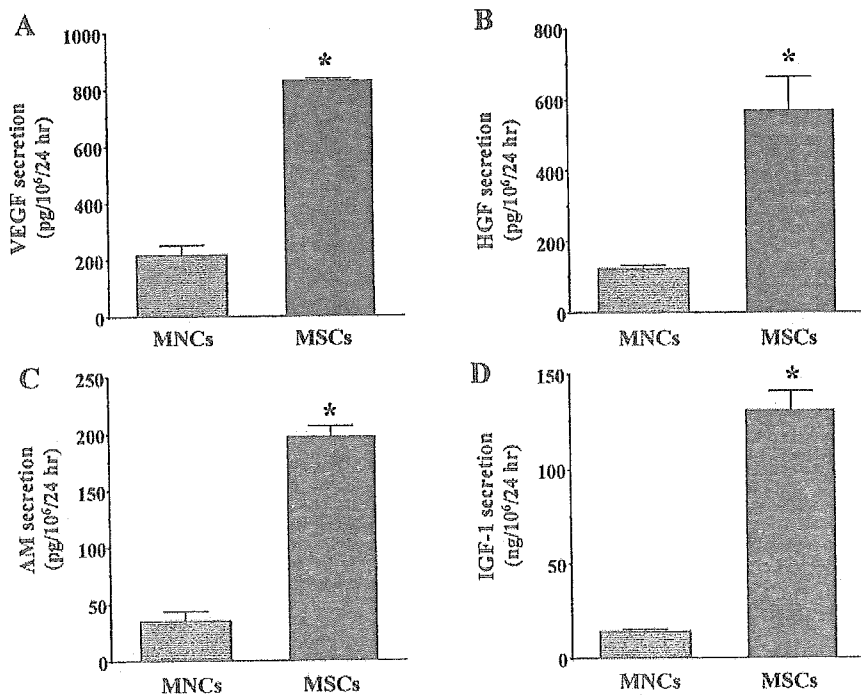 A
VEGF secretion
(pg/10⁶/24 hr)
1000
800
600
400
200
0
*
MNCs
MSCs
B
HGF secretion
(pg/10⁶/24 hr)
800
600
400
200
0
*
MNCs
MSCs
C
AM secretion
(pg/10⁶/24 hr)
250
200
150
100
50
0
*
MNCs
MSCs
D
IGF-1 secretion
(ng/10⁶/24 hr)
150
100
50
0
*
MNCs
MSCs